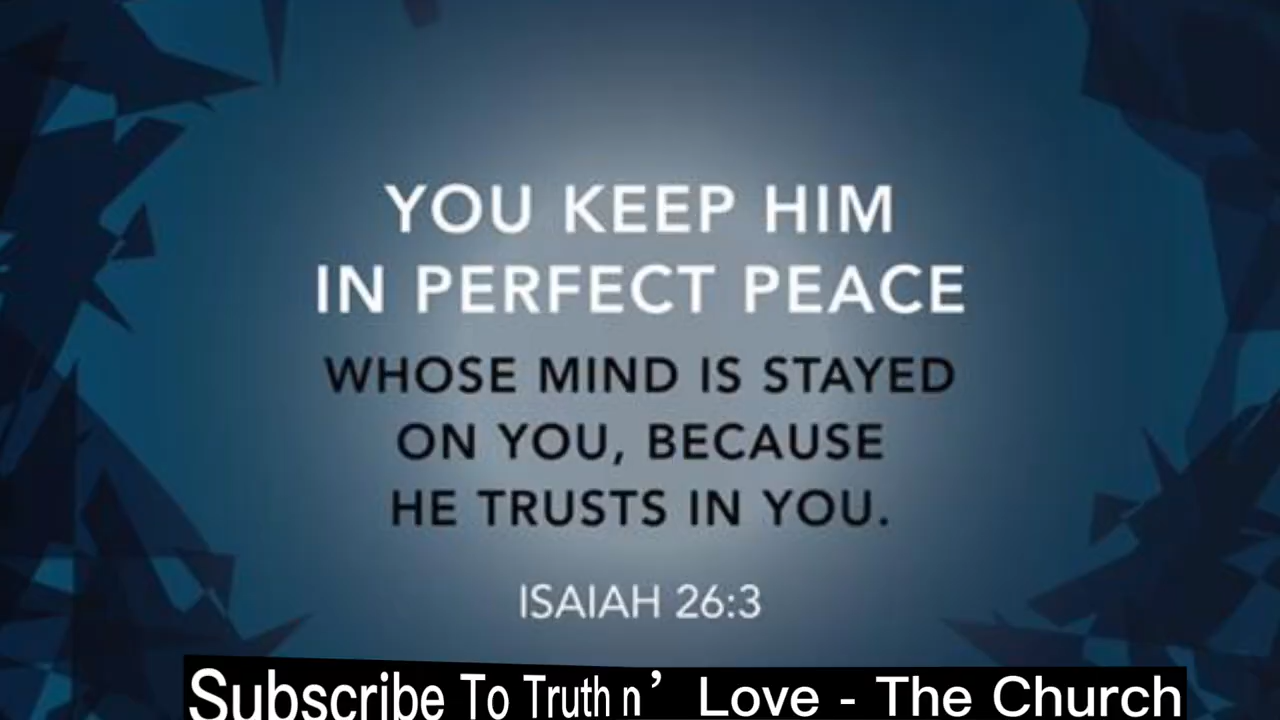 YOU KEEP HIM
IN PERFECT PEACE
WHOSE MIND IS STAYED
ON YOU, BECAUSE
HE TRUSTS IN YOU.
ISAIAH 26:3
Subscribe To Truth n’ Love - The Church